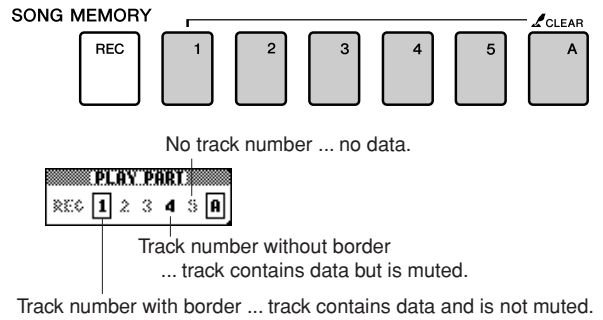 SONG MEMORY
CLEAR
REC 1 2 3 4 5 A
No track number ... no data.
PLAY PART
REC 1 2 3 4 5 A
Track number without border
... track contains data but is muted.
Track number with border ... track contains data and is not muted.